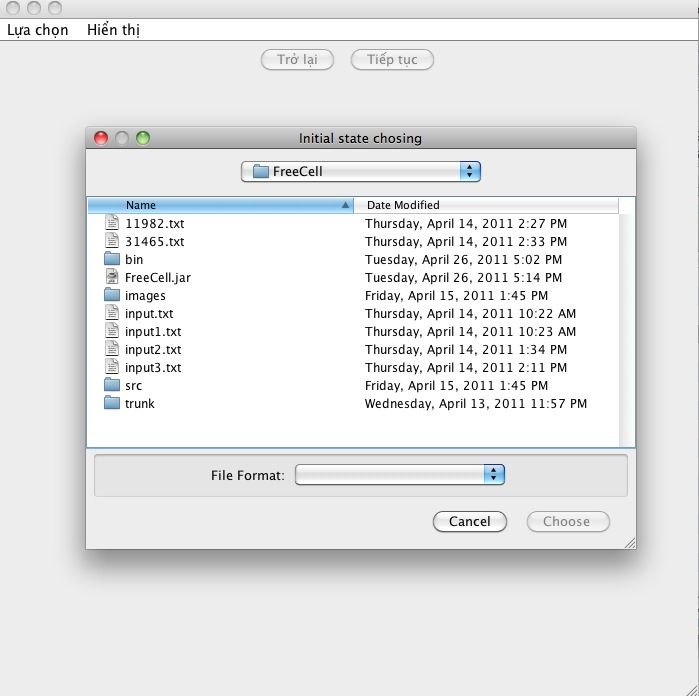 Lựa chọn Hiển thị
Trở lại Tiếp tục
Initial state chosing
FreeCell
Name Date Modified
11982.txt Thursday, April 14, 2011 2:27 PM
31465.txt Thursday, April 14, 2011 2:33 PM
bin Tuesday, April 26, 2011 5:02 PM
FreeCell.jar Tuesday, April 26, 2011 5:14 PM
images Friday, April 15, 2011 1:45 PM
input.txt Thursday, April 14, 2011 10:22 AM
input1.txt Thursday, April 14, 2011 10:23 AM
input2.txt Thursday, April 14, 2011 1:34 PM
input3.txt Thursday, April 14, 2011 2:11 PM
src Friday, April 15, 2011 1:45 PM
trunk Wednesday, April 13, 2011 11:57 PM
File Format:
Cancel Choose